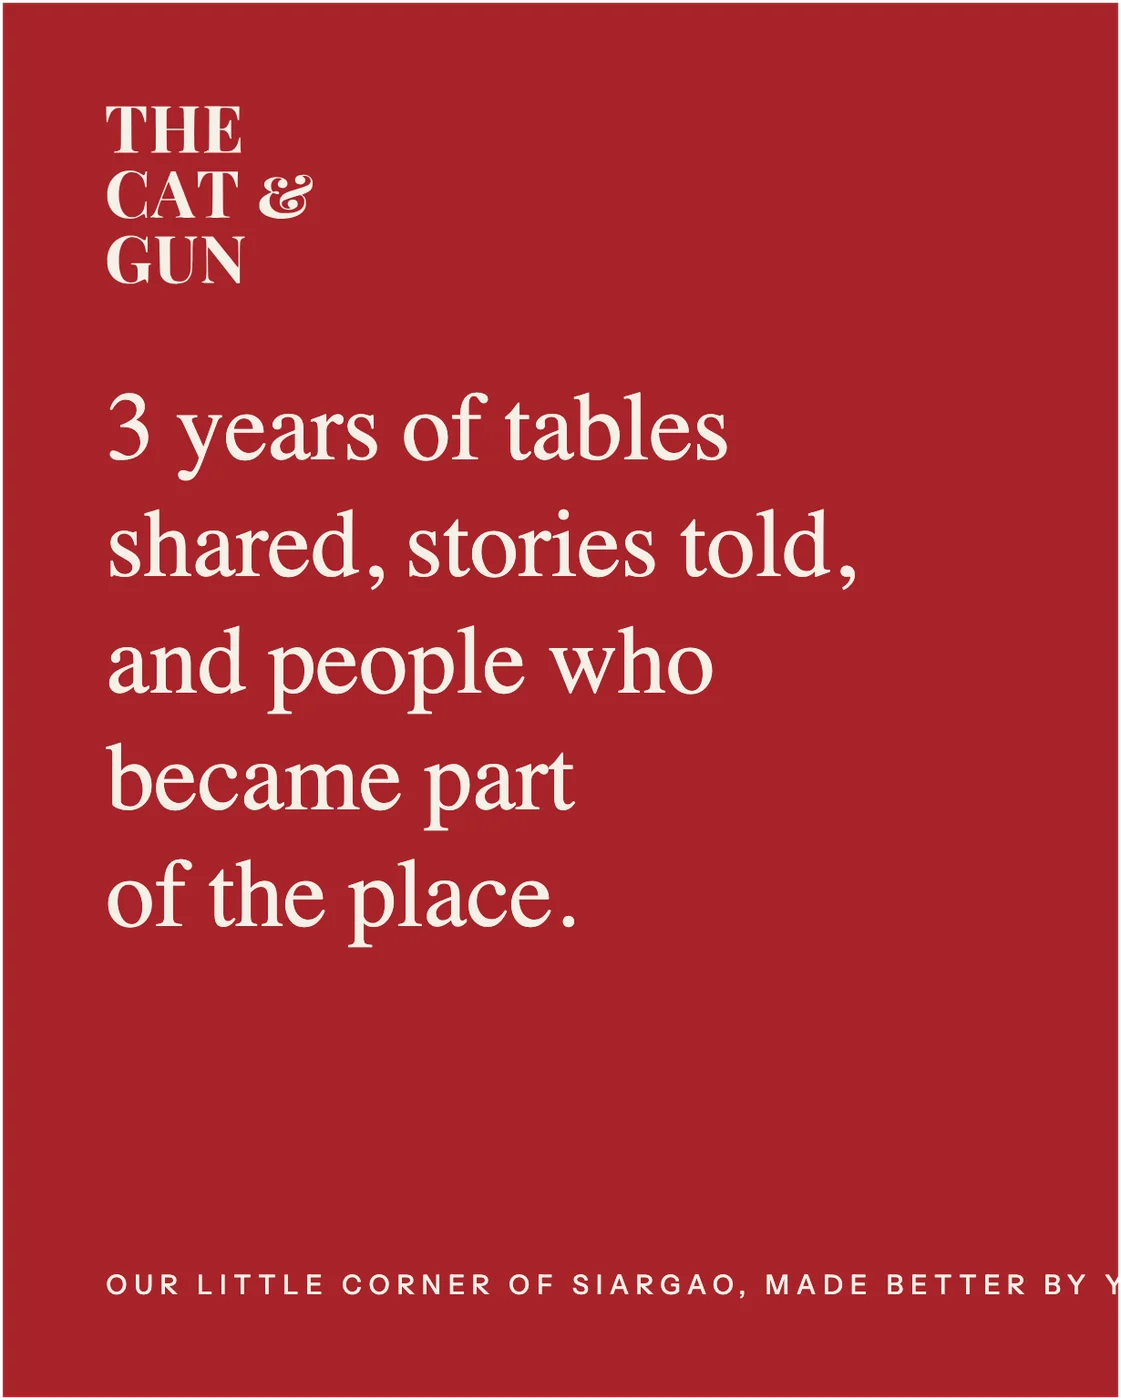 THE
CAT &
GUN
3 years of tables
shared, stories told,
and people who
became part
of the place.
OUR LITTLE CORNER OF SIARGAO, MADE BETTER BY Y